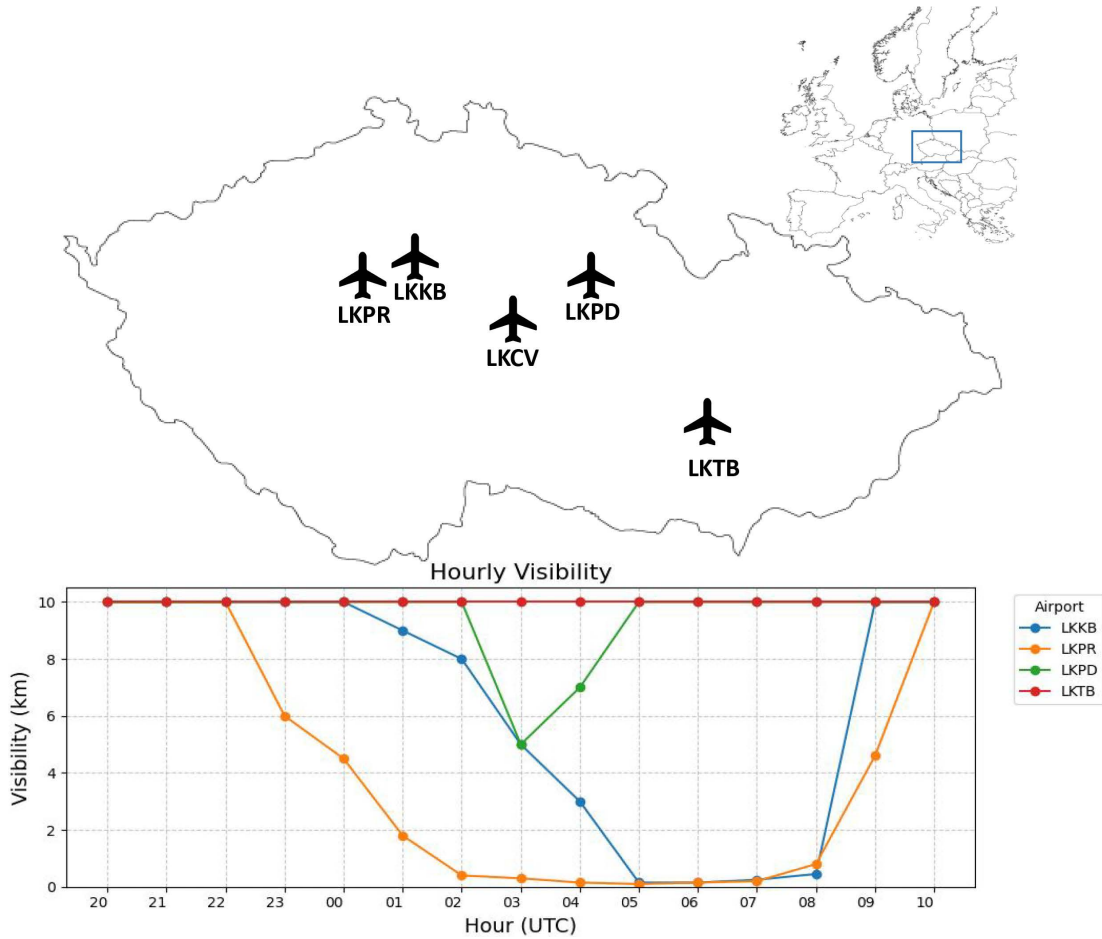 LKPR
LKKB
LKCV
LKPD
LKTB
Hourly Visibility
Visibility (km)
10
8
6
4
2
0
20 21 22 23 00 01 02 03 04 05 06 07 08 09 10
Hour (UTC)
Airport
LKKB
LKPR
LKPD
LKTB